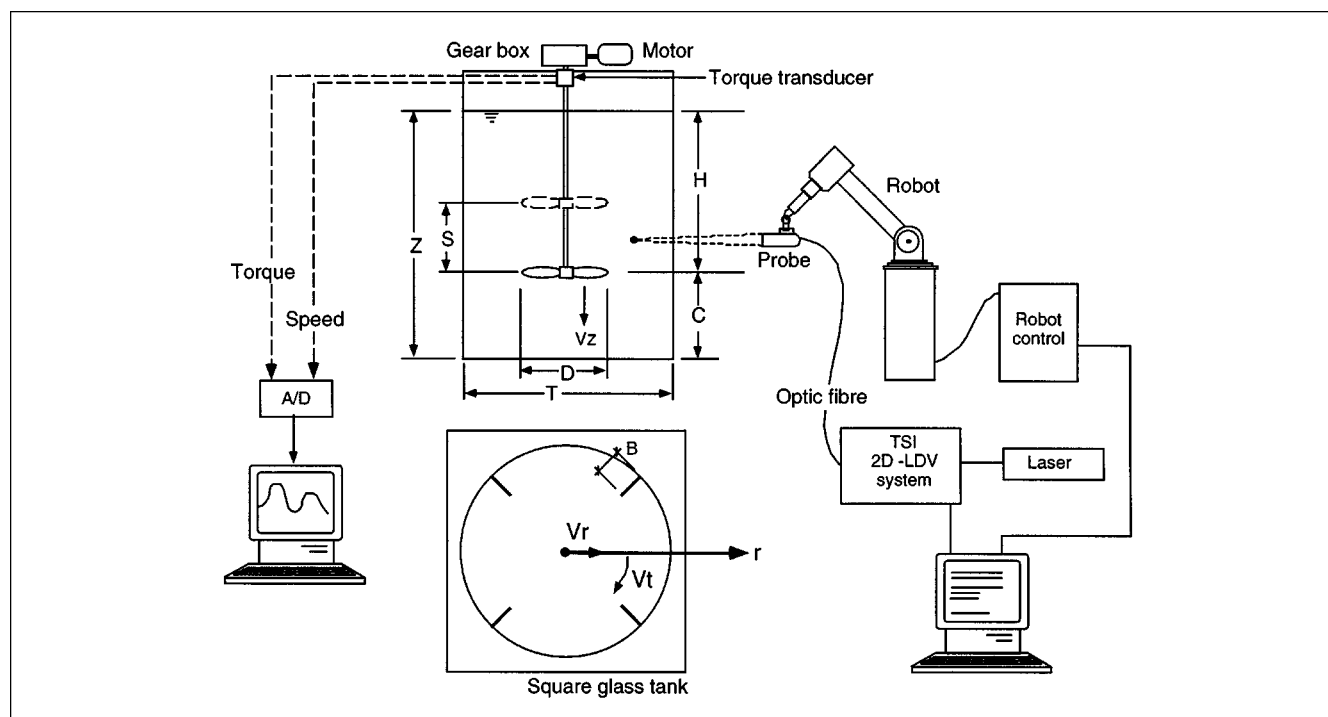 Gear box
Motor
Torque transducer
H
Robot
Z
S
Probe
Torque
C
Speed
Vz
Robot
control
D
T
A/D
Optic fibre
B
TSI
2D -LDV
system
Laser
Vr
r
Vt
Square glass tank